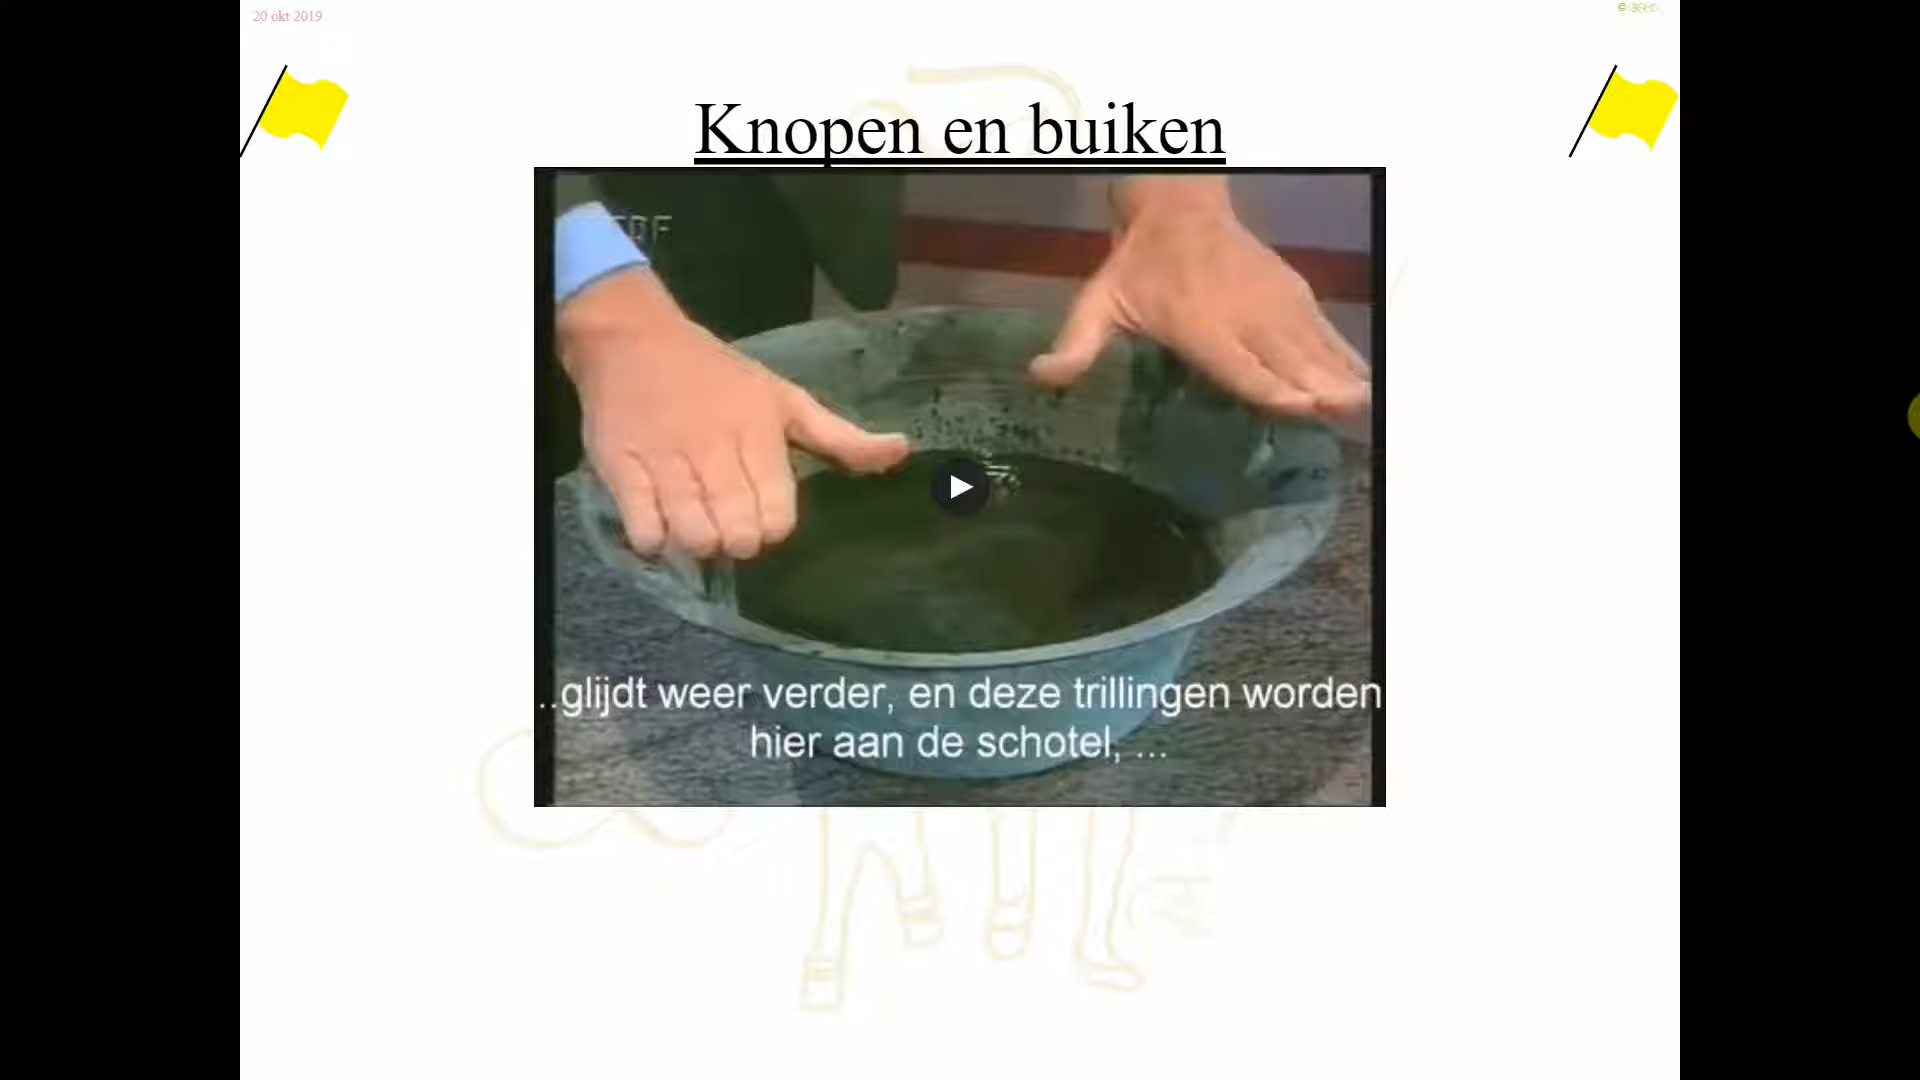 20 okt 2019
Knopen en buiken
..glijdt weer verder, en deze trillingen worden
hier aan de schotel, ...